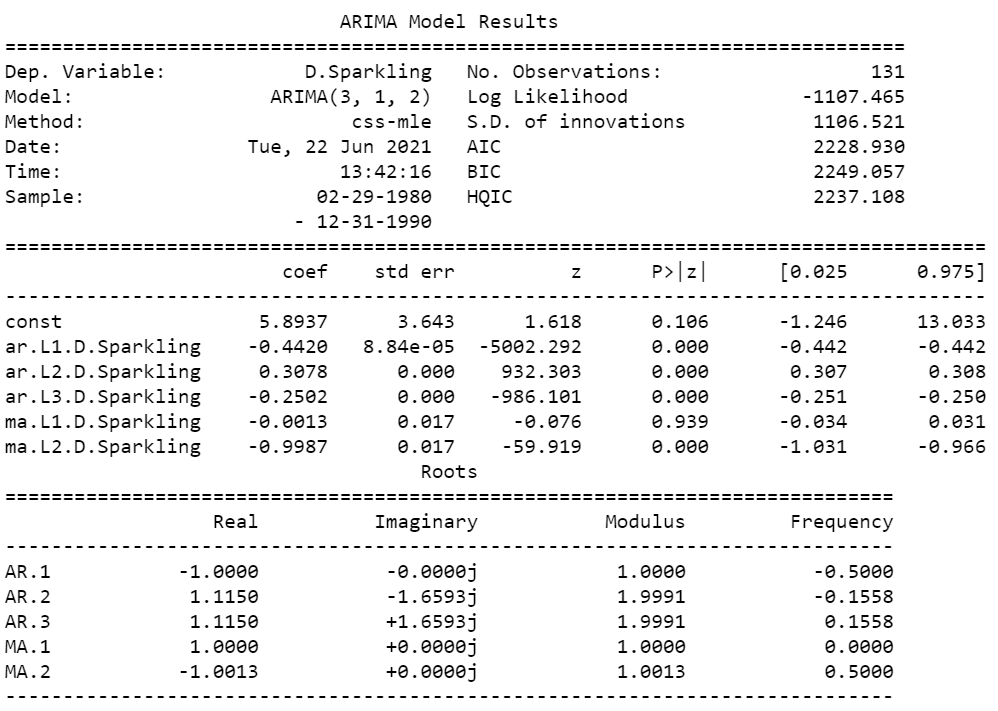 ARIMA Model Results
==============================================================================
Dep. Variable: D.Sparkling No. Observations: 131
Model: ARIMA(3, 1, 2) Log Likelihood -1107.465
Method: css-mle S.D. of innovations 1106.521
Date: Tue, 22 Jun 2021 AIC 2228.930
Time: 13:42:16 BIC 2249.057
Sample: 02-29-1980 HQIC 2237.108
- 12-31-1990
=====================================================================================
coef std err z P>|z| [0.025 0.975]
-------------------------------------------------------------------------------------
const 5.8937 3.643 1.618 0.106 -1.246 13.033
ar.L1.D.Sparkling -0.4420 8.84e-05 -5002.292 0.000 -0.442 -0.442
ar.L2.D.Sparkling 0.3078 0.000 932.303 0.000 0.307 0.308
ar.L3.D.Sparkling -0.2502 0.000 -986.101 0.000 -0.251 -0.250
ma.L1.D.Sparkling -0.0013 0.017 -0.076 0.939 -0.034 0.031
ma.L2.D.Sparkling -0.9987 0.017 -59.919 0.000 -1.031 -0.966
Roots
=============================================================================
Real Imaginary Modulus Frequency
-----------------------------------------------------------------------------
AR.1 -1.0000 -0.0000j 1.0000 -0.5000
AR.2 1.1150 -1.6593j 1.9991 -0.1558
AR.3 1.1150 +1.6593j 1.9991 0.1558
MA.1 1.0000 +0.0000j 1.0000 0.0000
MA.2 -1.0013 +0.0000j 1.0013 0.5000
-----------------------------------------------------------------------------